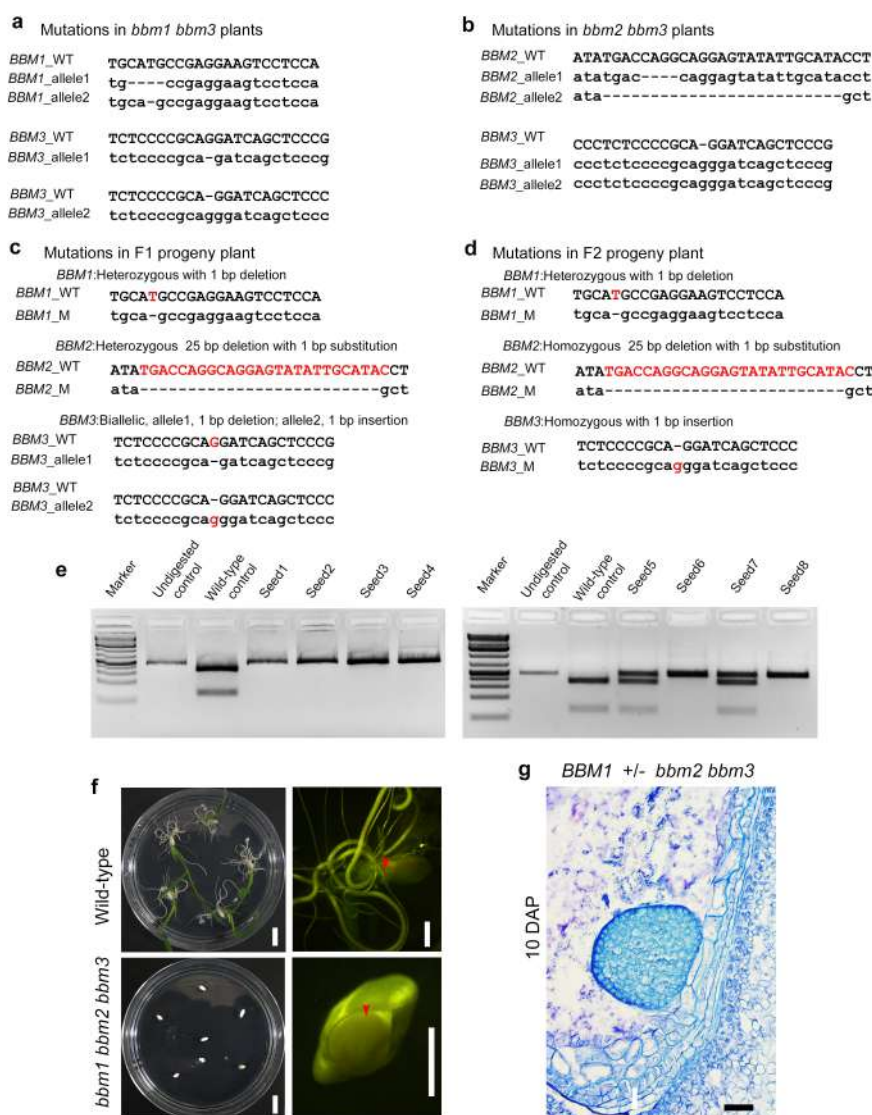 a Mutations in bbm1 bbm3 plants
BBM1_WT TGCATGCCGAGGAAGTCCTCCA
BBM1_allele1 tg----ccgaggaagtcctcca
BBM1_allele2 tgca-gccgaggaagtcctcca
BBM3_WT TCTCCCCGCAGGATCAGCTCCCG
BBM3_allele1 tctccccgca-gatcagctcccg
BBM3_WT TCTCCCCGCA-GGATCAGCTCCC
BBM3_allele2 tctccccgcagggatcagctccc
b Mutations in bbm2 bbm3 plants
BBM2_WT ATATGACCAGGCAGGAGTATATTGCATACCT
BBM2_allele1 atatgac----caggagtatattgcatacct
BBM2_allele2 ata-------------------------gct
BBM3_WT CCCTCTCCCCGCA-GGATCAGCTCCCG
BBM3_allele1 ccctctccccgcagggatcagctcccg
BBM3_allele2 ccctctccccgcagggatcagctcccg
c Mutations in F1 progeny plant
BBM1:Heterozygous with 1 bp deletion
BBM1_WT TGCATGCCGAGGAAGTCCTCCA
BBM1_M tgca-gccgaggaagtcctcca
BBM2:Heterozygous 25 bp deletion with 1 bp substitution
BBM2_WT ATATGACCAGGCAGGAGTATATTGCATACCT
BBM2_M ata-------------------------gct
BBM3:Biallelic, allele1, 1 bp deletion; allele2, 1 bp insertion
BBM3_WT TCTCCCCGCAGGATCAGCTCCCG
BBM3_allele1 tctccccgca-gatcagctcccg
BBM3_WT TCTCCCCGCA-GGATCAGCTCCC
BBM3_allele2 tctccccgcagggatcagctccc
d Mutations in F2 progeny plant
BBM1:Heterozygous with 1 bp deletion
BBM1_WT TGCATGCCGAGGAAGTCCTCCA
BBM1_M tgca-gccgaggaagtcctcca
BBM2:Homozygous 25 bp deletion with 1 bp substitution
BBM2_WT ATATGACCAGGCAGGAGTATATTGCATACCT
BBM2_M ata-------------------------gct
BBM3:Homozygous with 1 bp insertion
BBM3_WT TCTCCCCGCA-GGATCAGCTCCC
BBM3_M tctccccgcagggatcagctccc
e
Marker
Undigested control
Wild-type control
Seed1
Seed2
Seed3
Seed4
Marker
Undigested control
Wild-type control
Seed5
Seed6
Seed7
Seed8
f
Wild-type
bbm1 bbm2 bbm3
g BBM1 +/- bbm2 bbm3
10 DAP